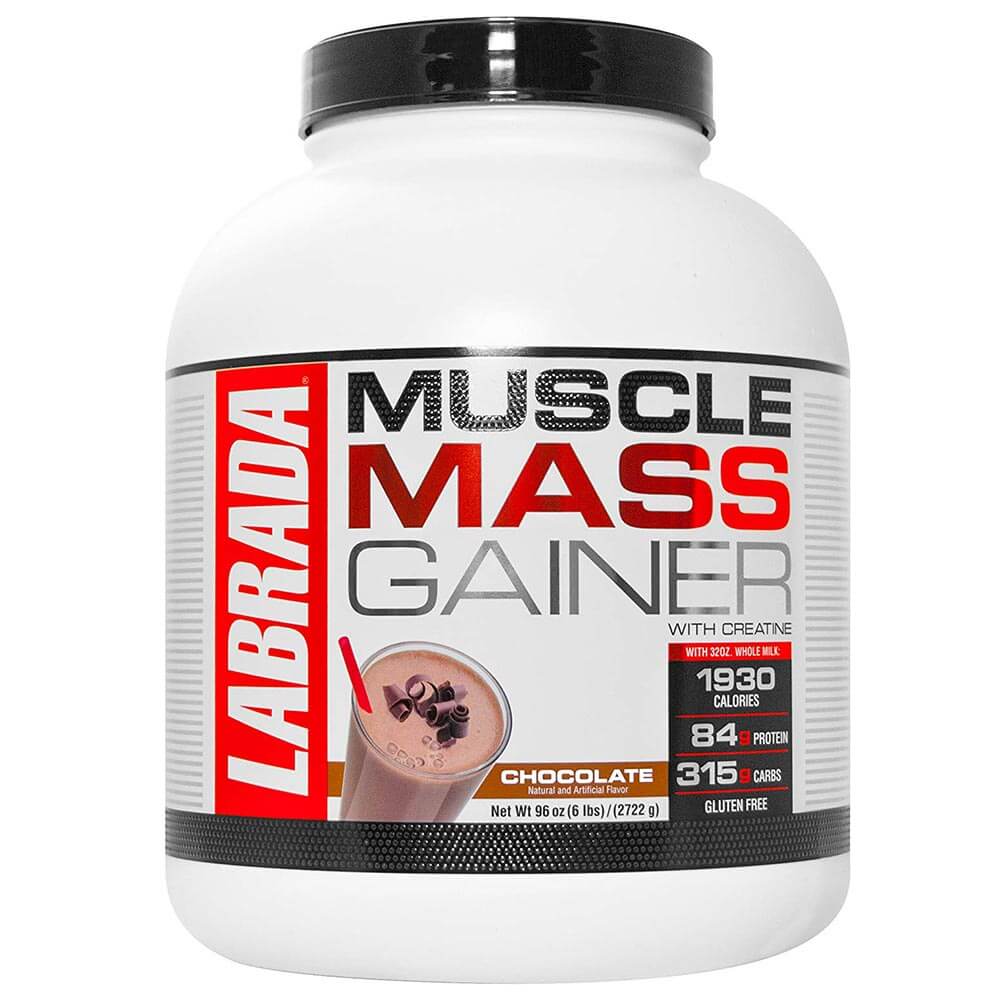 LABRADA®
MUSCLE
MASS
GAINER
WITH CREATINE
WITH 32OZ. WHOLE MILK:
1930
CALORIES
84g PROTEIN
315g CARBS
GLUTEN FREE
CHOCOLATE
Natural and Artificial Flavor
Net Wt 96 oz (6 lbs) / (2722 g)